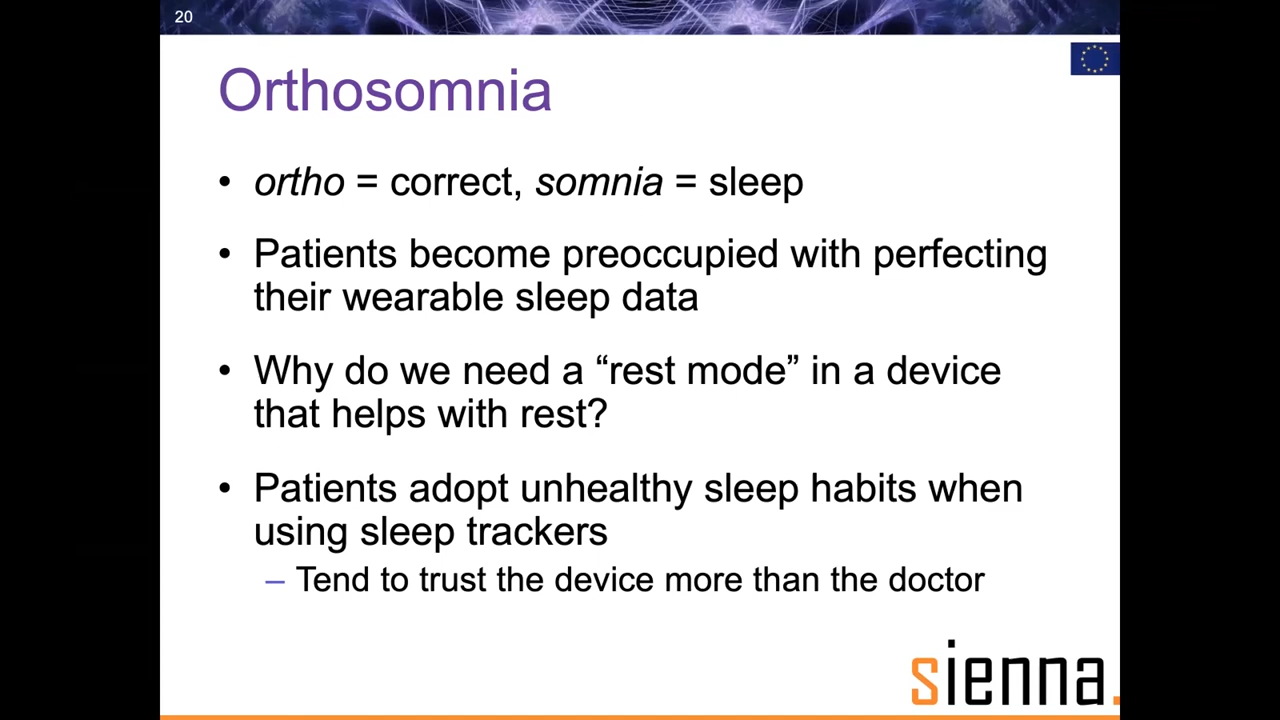 20
Orthosomnia
• ortho = correct, somnia = sleep
• Patients become preoccupied with perfecting
their wearable sleep data
• Why do we need a “rest mode” in a device
that helps with rest?
• Patients adopt unhealthy sleep habits when
using sleep trackers
– Tend to trust the device more than the doctor
sienna.